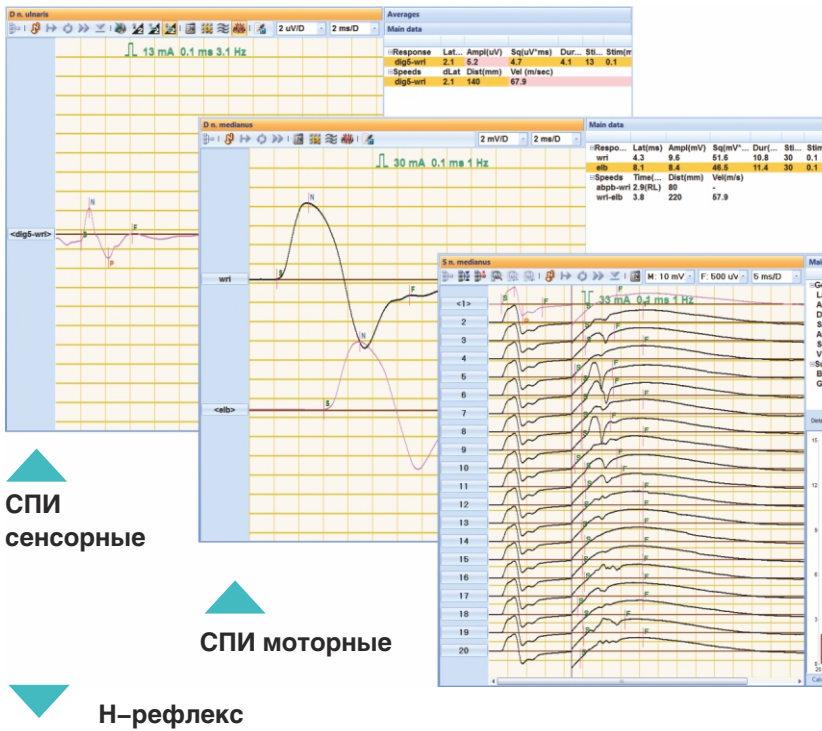 D n. ulnaris
2 uV/D 2 ms/D
13 mA 0.1 ms 3.1 Hz
N
S
F
P
<dig5-wri>
Averages
Main data
Response Lat... Ampl(uV) Sq(uV*ms) Dur... Sti... Stim(m
dig5-wri 2.1 5.2 4.7 4.1 13 0.1
Speeds dLat Dist(mm) Vel (m/sec)
dig5-wri 2.1 140 67.9
D n. medianus
2 mV/D 2 ms/D
30 mA 0.1 ms 1 Hz
N
S
F
wri
N
S
<elb>
Main data
Respo... Lat(ms) Ampl(mV) Sq(mV*... Dur(... Sti... Stim
wri 4.3 9.6 51.6 10.8 30 0.1
elb 8.1 8.4 46.5 11.4 30 0.1
Speeds Time(... Dist(mm) Vel(m/s)
abpb-wri 2.9(RL) 80 -
wri-elb 3.8 220 57.9
S n. medianus
M: 10 mV F: 500 uV 5 ms/D
33 mA 0.1 ms 1 Hz
<1>
2
3
4
5
6
7
8
9
10
11
12
13
14
15
16
17
18
19
20
Mai
15
12
9
6
3
0
20
СПИ
сенсорные
СПИ моторные
Н–рефлекс